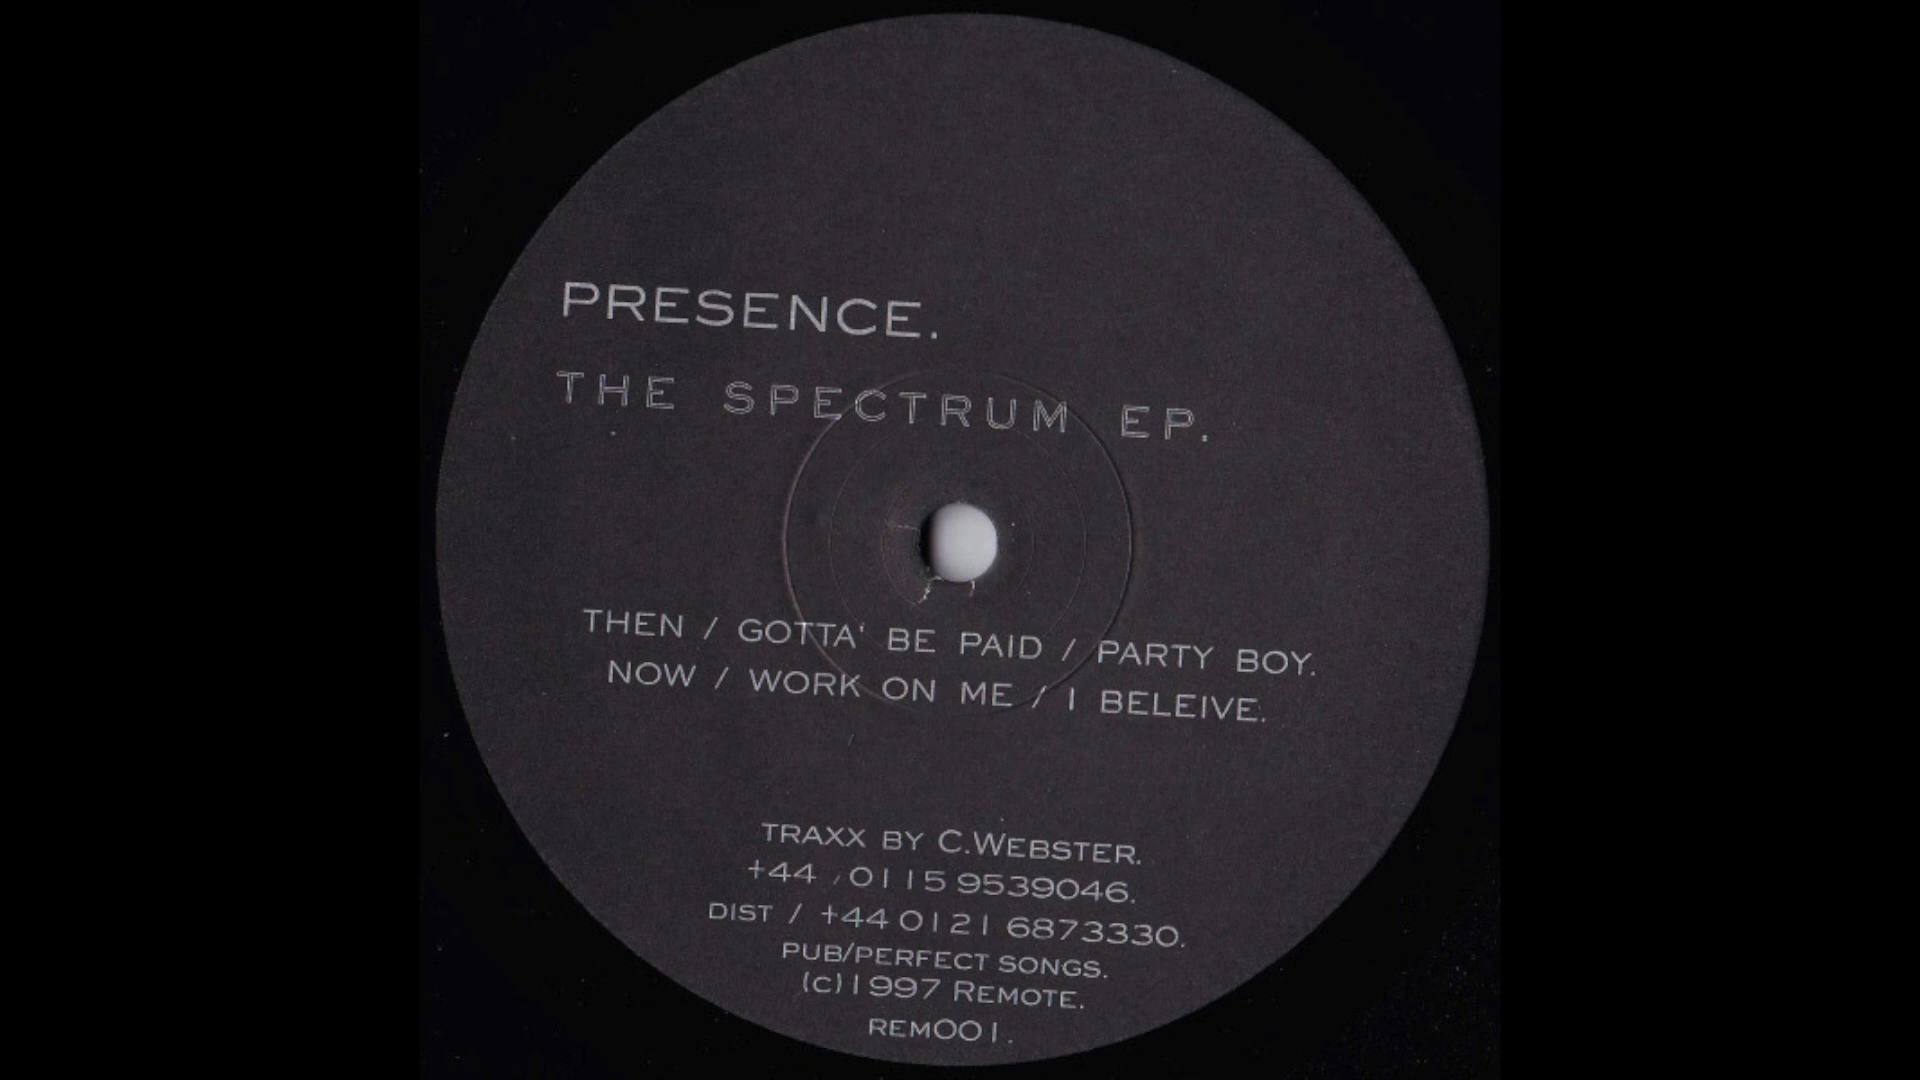 PRESENCE.
THE SPECTRUM EP.
THEN / GOTTA' BE PAID / PARTY BOY.
NOW / WORK ON ME / I BELEIVE.
TRAXX BY C.WEBSTER.
+44 / 0115 9539046.
DIST / +44 0121 6873330.
PUB/PERFECT SONGS.
(c)1997 REMOTE.
REM001.